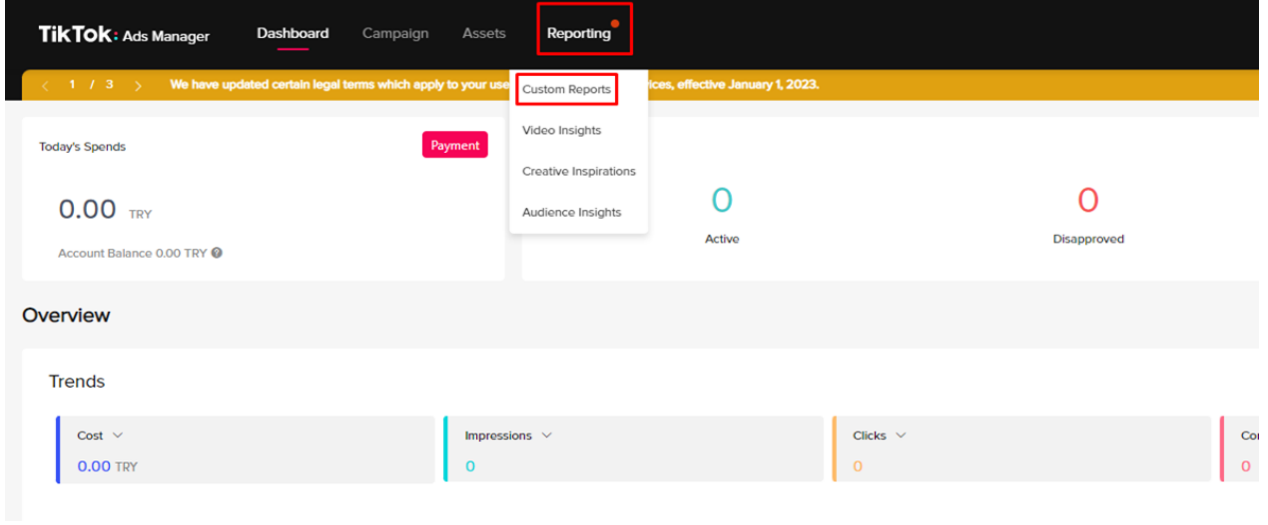 TikTok: Ads Manager Dashboard Campaign Assets Reporting
< 1 / 3 > We have updated certain legal terms which apply to your use ices, effective January 1, 2023.
Custom Reports
Video Insights
Creative Inspirations
Audience Insights
Today's Spends Payment
0.00 TRY
Account Balance 0.00 TRY
0 0
Active Disapproved
Overview
Trends
Cost Impressions Clicks Co
0.00 TRY 0 0 0